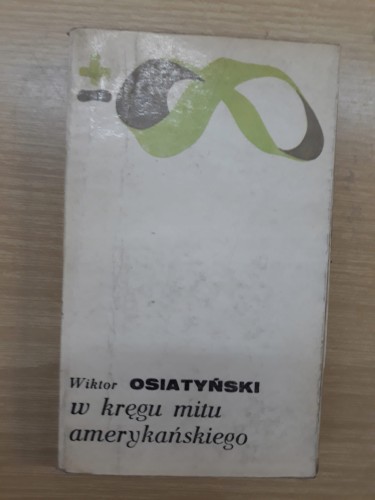 ±
Wiktor OSIATYŃSKI
w kręgu mitu
amerykańskiego